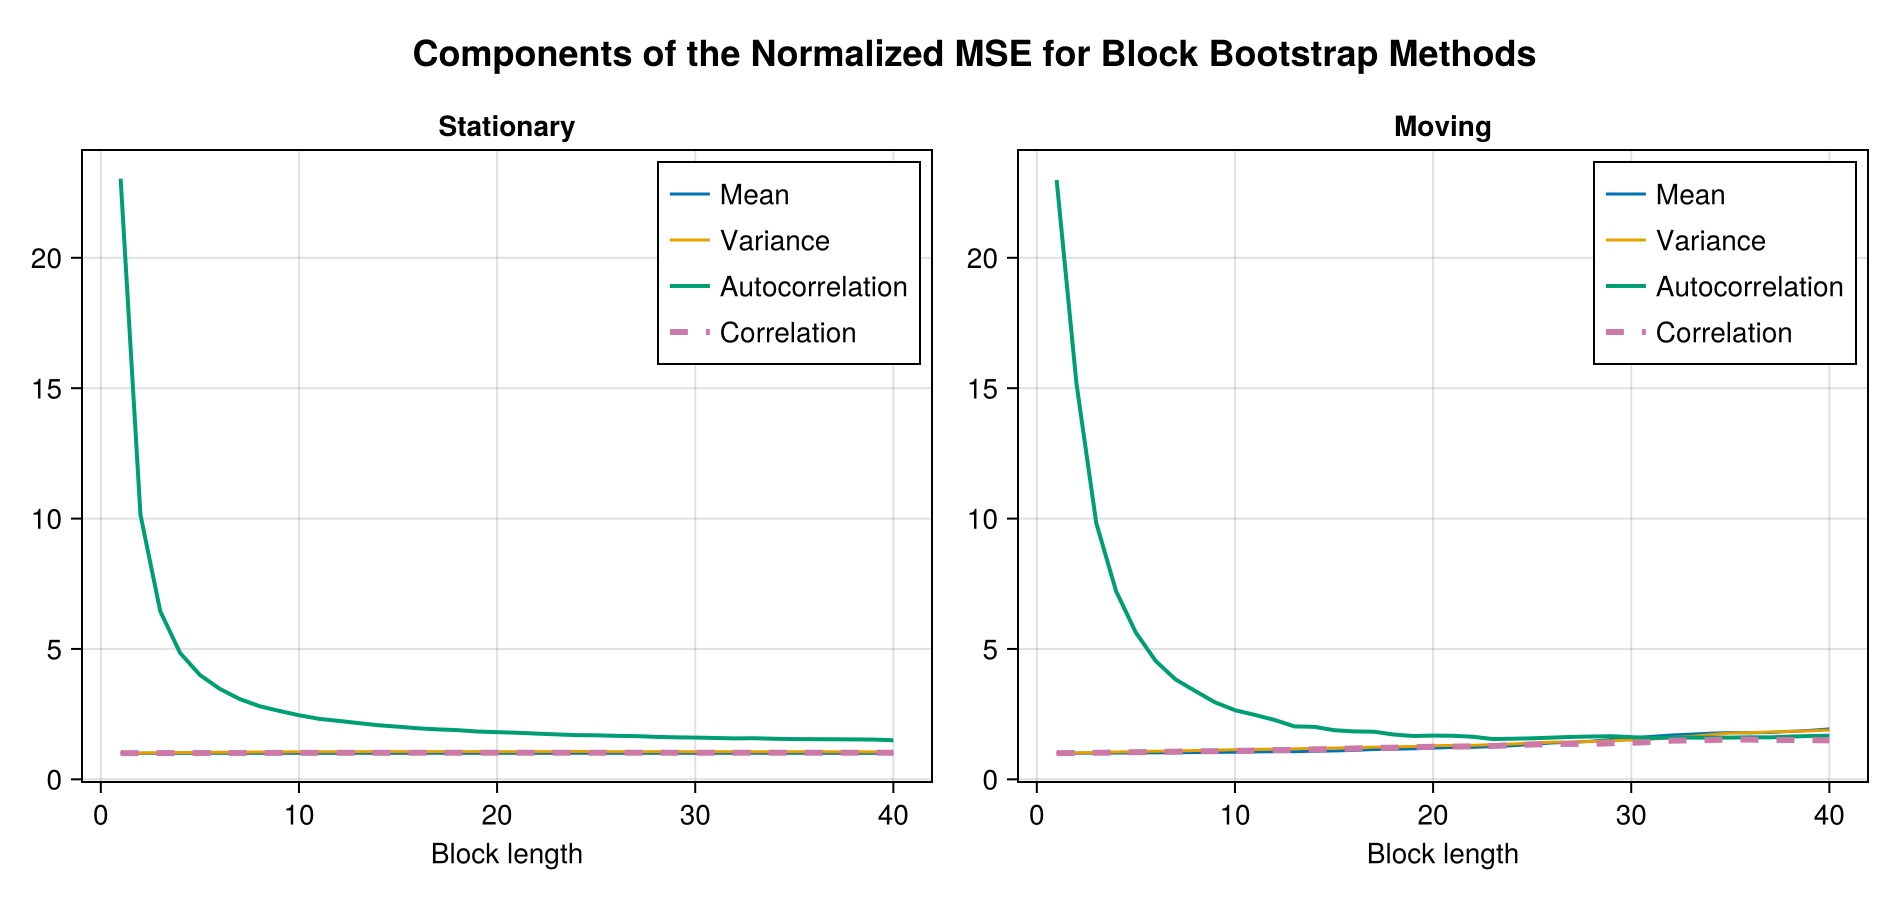 Components of the Normalized MSE for Block Bootstrap Methods
Stationary
Mean
Variance
Autocorrelation
Correlation
20
15
10
5
0
0 10 20 30 40
Block length
Moving
Mean
Variance
Autocorrelation
Correlation
20
15
10
5
0
0 10 20 30 40
Block length